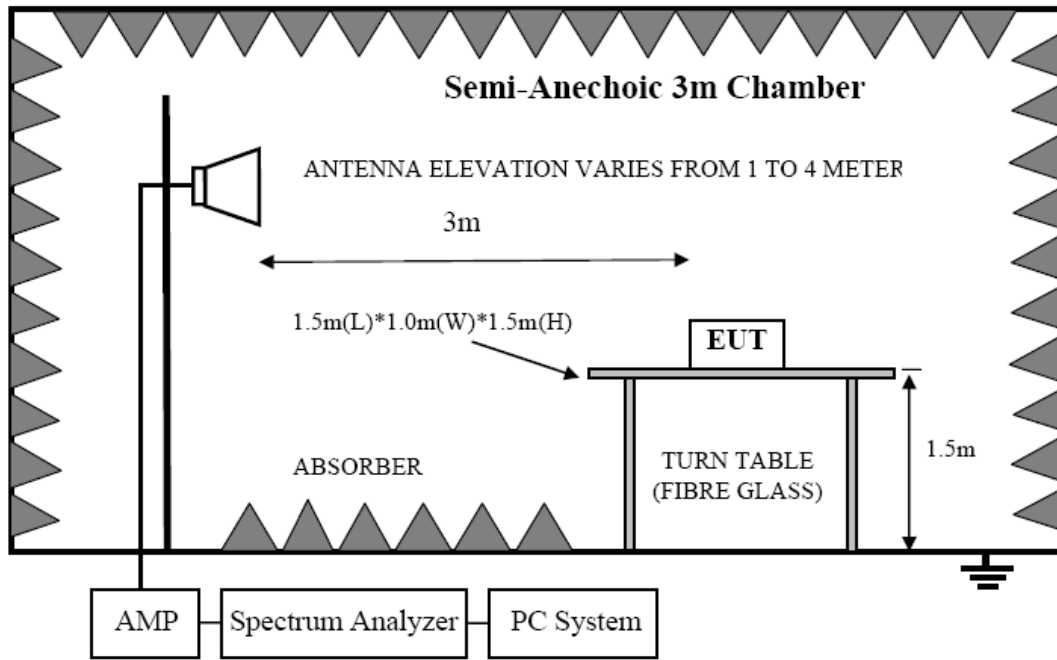 Semi-Anechoic 3m Chamber
ANTENNA ELEVATION VARIES FROM 1 TO 4 METER
3m
1.5m(L)*1.0m(W)*1.5m(H)
EUT
1.5m
ABSORBER
TURN TABLE
(FIBRE GLASS)
AMP
Spectrum Analyzer
PC System